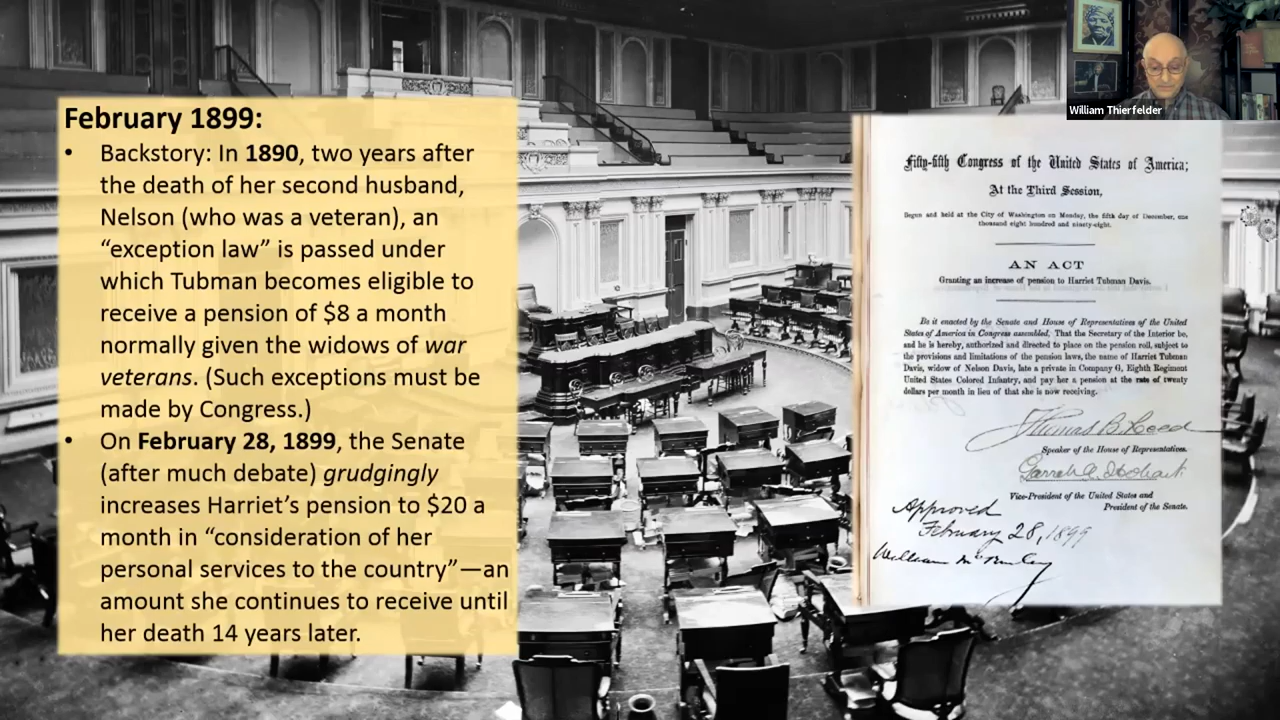 February 1899:
• Backstory: In 1890, two years after
the death of her second husband,
Nelson (who was a veteran), an
“exception law” is passed under
which Tubman becomes eligible to
receive a pension of $8 a month
normally given the widows of war
veterans. (Such exceptions must be
made by Congress.)
• On February 28, 1899, the Senate
(after much debate) grudgingly
increases Harriet’s pension to $20 a
month in “consideration of her
personal services to the country”—an
amount she continues to receive until
her death 14 years later.
William Thierfelder
Fifty-fifth Congress of the United States of America;
At the Third Session,
Begun and held at the City of Washington on Monday, the fifth day of December, one
thousand eight hundred and ninety-eight.
AN ACT
Granting an increase of pension to Harriet Tubman Davis.
Be it enacted by the Senate and House of Representatives of the United
States of America in Congress assembled, That the Secretary of the Interior be,
and he is hereby, authorized and directed to place on the pension roll, subject to
the provisions and limitations of the pension laws, the name of Harriet Tubman
Davis, widow of Nelson Davis, late a private in Company G, Eighth Regiment
United States Colored Infantry, and pay her a pension at the rate of twenty
dollars per month in lieu of that she is now receiving.
Thomas B. Reed
Speaker of the House of Representatives.
Garret A. Hobart
Vice-President of the United States and
President of the Senate.
Approved
February 28, 1899
William McKinley